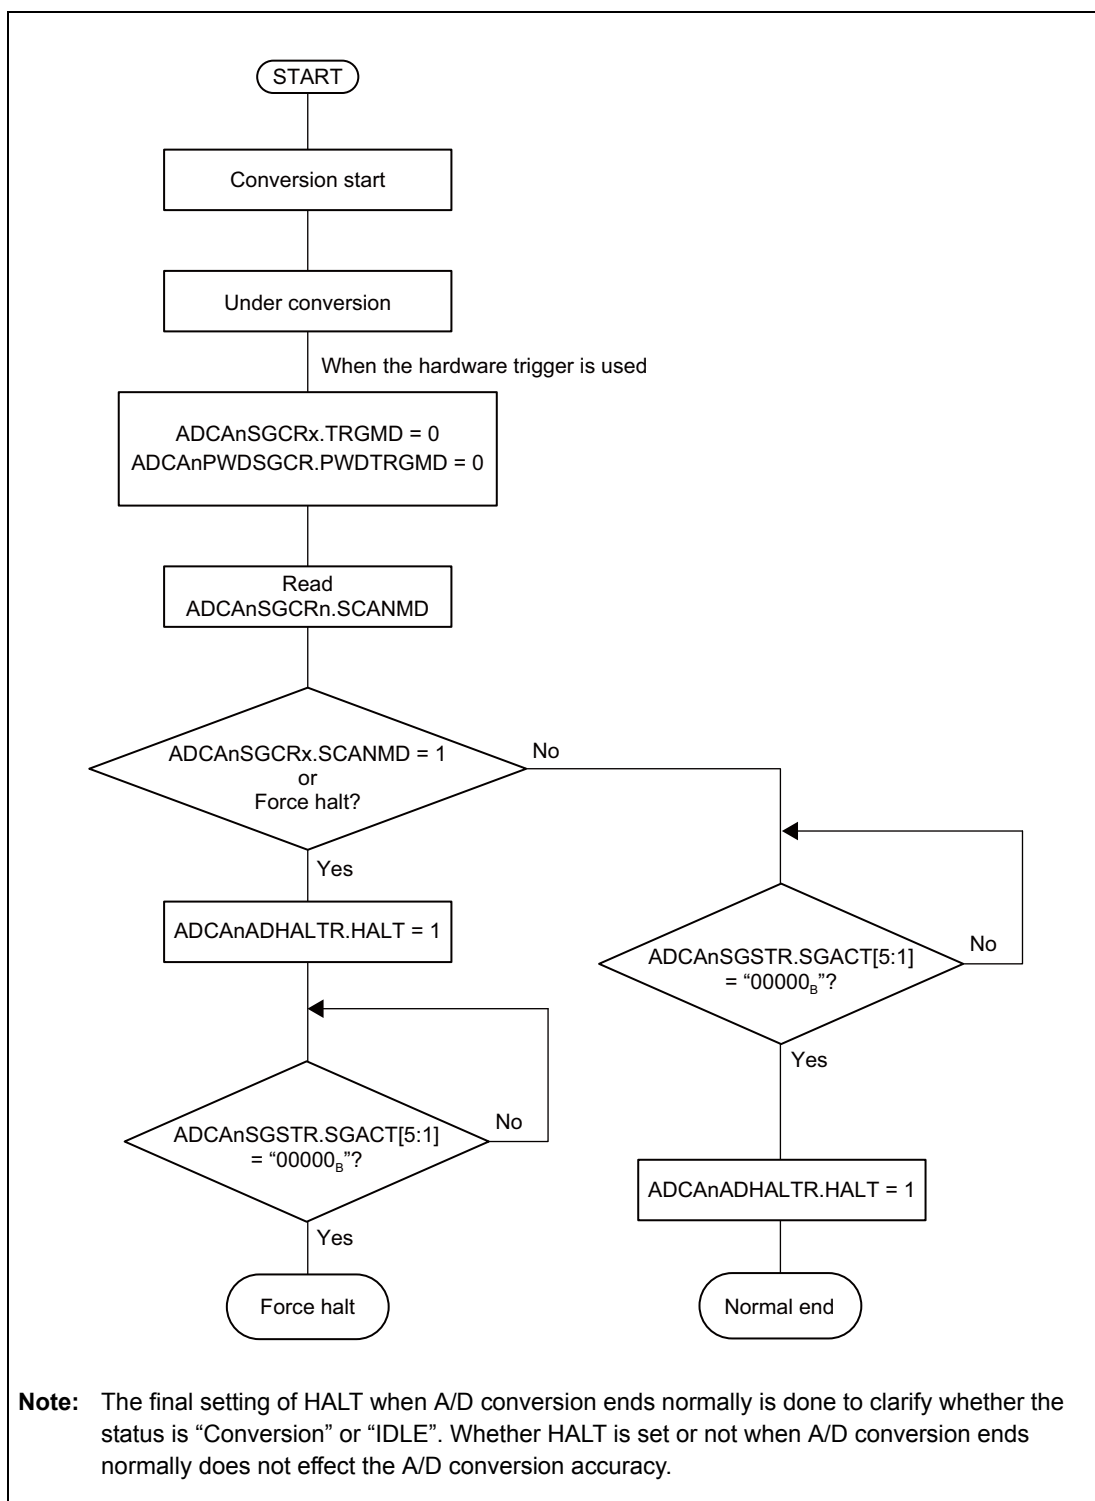 START
Conversion start
Under conversion
When the hardware trigger is used
ADCAnSGCRx.TRGMD = 0
ADCAnPWDSGCR.PWDTRGMD = 0
Read
ADCAnSGCRn.SCANMD
ADCAnSGCRx.SCANMD = 1
or
Force halt?
No
Yes
ADCAnADHALTR.HALT = 1
ADCAnSGSTR.SGACT[5:1]
= “00000B”?
No
Yes
Force halt
ADCAnSGSTR.SGACT[5:1]
= “00000B”?
No
Yes
ADCAnADHALTR.HALT = 1
Normal end
Note: The final setting of HALT when A/D conversion ends normally is done to clarify whether the
status is “Conversion” or “IDLE”. Whether HALT is set or not when A/D conversion ends
normally does not effect the A/D conversion accuracy.